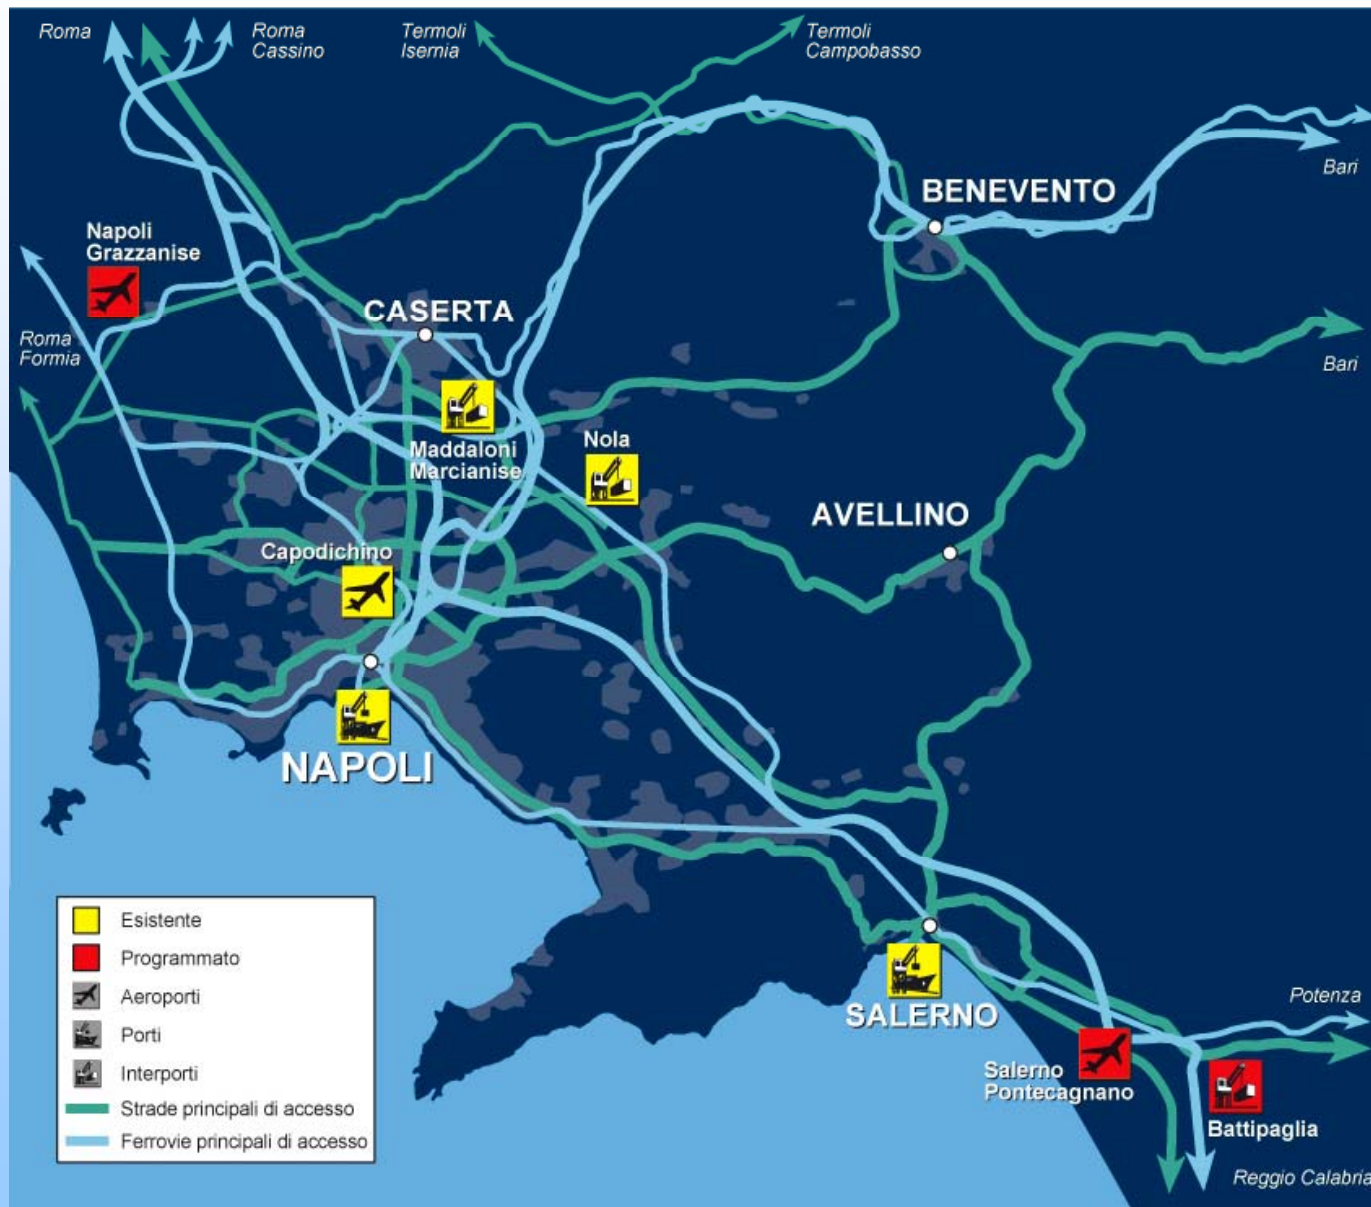 Roma
Roma
Cassino
Termoli
Isernia
Termoli
Campobasso
Bari
BENEVENTO
Napoli
Grazzanise
CASERTA
Roma
Formia
Bari
Maddaloni
Marcianise
Nola
AVELLINO
Capodichino
NAPOLI
Esistente
Programmato
Aeroporti
Porti
Interporti
Strade principali di accesso
Ferrovie principali di accesso
SALERNO
Potenza
Salerno
Pontecagnano
Battipaglia
Reggio Calabria